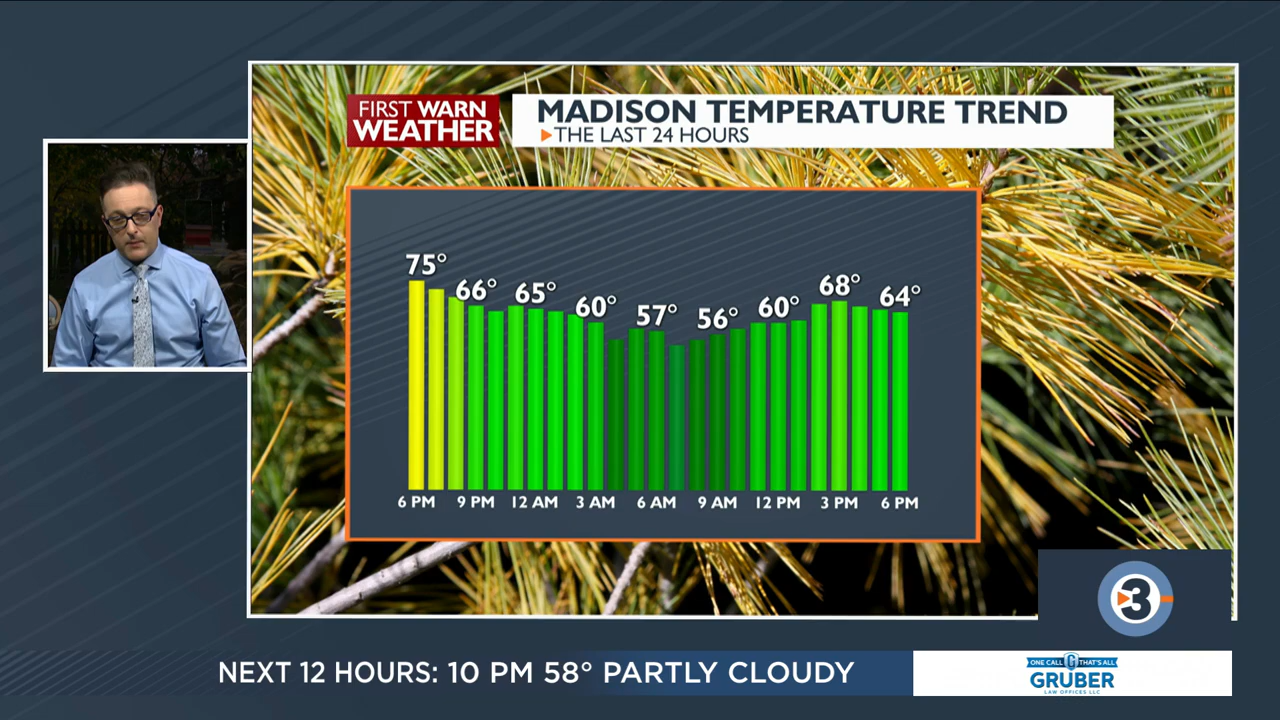 FIRST WARN
WEATHER
MADISON TEMPERATURE TREND
THE LAST 24 HOURS
75° 66° 65° 60° 57° 56° 60° 68° 64°
6 PM 9 PM 12 AM 3 AM 6 AM 9 AM 12 PM 3 PM 6 PM
3
NEXT 12 HOURS: 10 PM 58° PARTLY CLOUDY
ONE CALL G THAT'S ALL
GRUBER
LAW OFFICES LLC